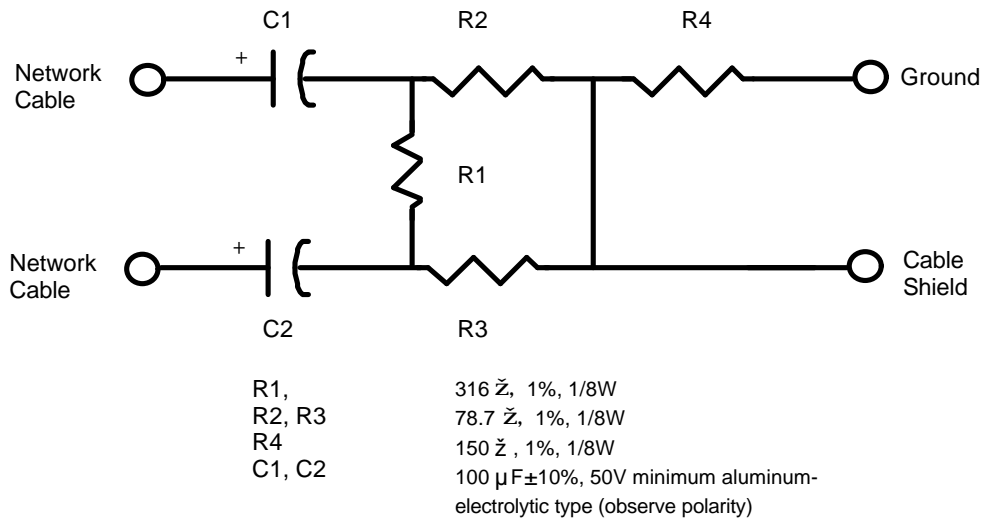 C1 R2 R4
+
Network
Cable
Ground
R1
+
Network
Cable
Cable
Shield
C2 R3
R1, 316 Ž, 1%, 1/8W
R2, R3 78.7 Ž, 1%, 1/8W
R4 150 ž , 1%, 1/8W
C1, C2 100 µF±10%, 50V minimum aluminum-
electrolytic type (observe polarity)